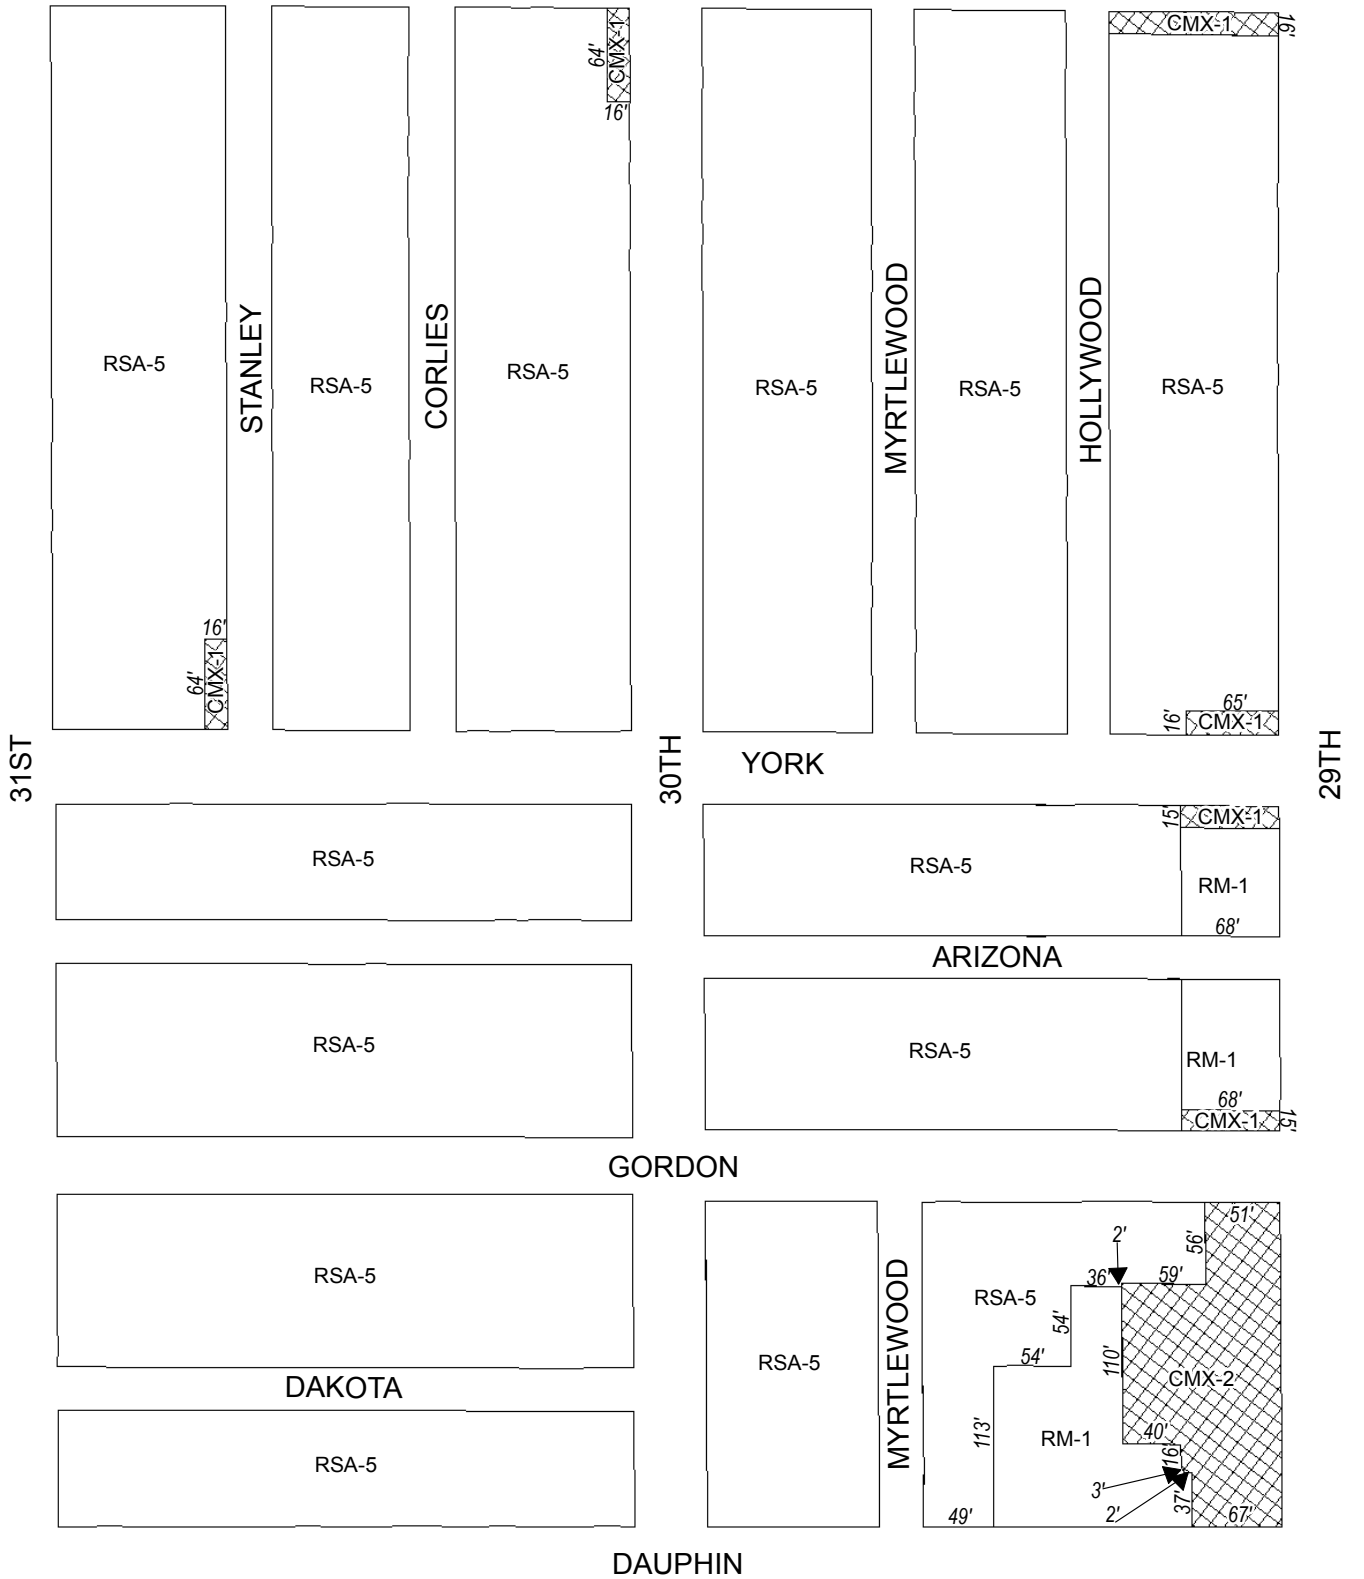 CMX-1
64'
16'
CMX-1
16'
STANLEY
CORLIES
MYRTLEWOOD
HOLLYWOOD
RSA-5
RSA-5
RSA-5
RSA-5
RSA-5
RSA-5
16'
64'
CMX-1
65'
16'
CMX-1
31ST
30TH
YORK
29TH
RSA-5
RSA-5
15'
CMX-1
RM-1
68'
ARIZONA
RSA-5
RSA-5
RM-1
68'
CMX-1
15'
GORDON
RSA-5
DAKOTA
RSA-5
RSA-5
MYRTLEWOOD
RSA-5
51'
56'
2'
36'
59'
54'
54'
110'
CMX-2
113'
RM-1
40'
16'
3'
2'
37'
49'
67'
DAUPHIN